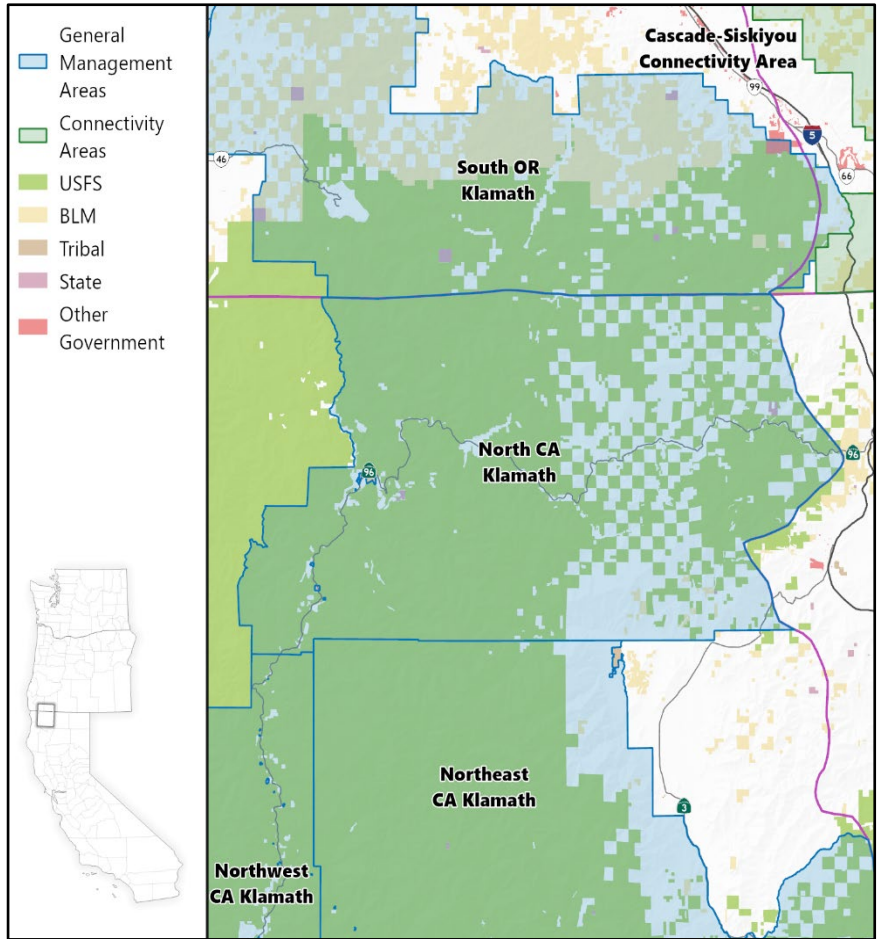 General
Management
Areas
Connectivity
Areas
USFS
BLM
Tribal
State
Other
Government
Cascade-Siskiyou
Connectivity Area
99
5
46
66
South OR
Klamath
North CA
Klamath
96
96
Northeast
CA Klamath
3
Northwest
CA Klamath